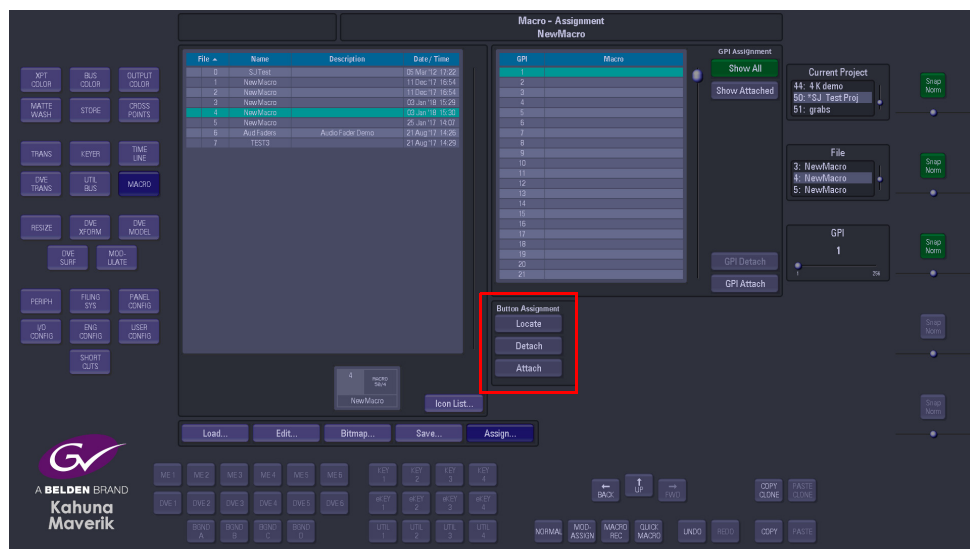 Macro - Assignment
NewMacro
File Name Description Date / Time
0 SJTest 05 Mar '12 17:22
1 NewMacro 11 Dec '17 16:54
2 NewMacro 11 Dec '17 16:54
3 NewMacro 03 Jan '18 15:29
4 NewMacro 03 Jan '18 15:30
5 NewMacro 25 Jan '17 14:07
6 Aud Faders Audio Fader Demo 21 Aug '17 14:26
7 TEST3 21 Aug '17 14:29
GPI Macro
1
2
3
4
5
6
7
8
9
10
11
12
13
14
15
16
17
18
19
20
21
GPI Assignment
Show All
Show Attached
GPI Detach
GPI Attach
Button Assignment
Locate
Detach
Attach
4 MACRO
50/4
NewMacro
Icon List...
Load... Edit... Bitmap... Save... Assign...
Current Project
44: 4K demo
50: *SJ Test Proj
51: grabs
File
3: NewMacro
4: NewMacro
5: NewMacro
GPI
1
1 256
Snap
Norm
Snap
Norm
Snap
Norm
Snap
Norm
Snap
Norm
XPT
COLOR
BUS
COLOR
OUTPUT
COLOR
MATTE
WASH
STORE
CROSS
POINTS
TRANS
KEYER
TIME
LINE
DVE
TRANS
UTIL
BUS
MACRO
RESIZE
DVE
XFORM
DVE
MODEL
DVE
SURF
MOD-
ULATE
PERIPH
FILING
SYS
PANEL
CONFIG
I/O
CONFIG
ENG
CONFIG
USER
CONFIG
SHORT
CUTS
GV
A BELDEN BRAND
Kahuna
Maverik
ME 1 ME 2 ME 3 ME 4 ME 5 ME 6
DVE 1 DVE 2 DVE 3 DVE 4 DVE 5 DVE 6
BGND
A
BGND
B
BGND
C
BGND
D
KEY
1
KEY
2
KEY
3
KEY
4
eKEY
1
eKEY
2
eKEY
3
eKEY
4
UTIL
1
UTIL
2
UTIL
3
UTIL
4
BACK
UP
FWD
COPY
CLONE
PASTE
CLONE
NORMAL
MOD-
ASSIGN
MACRO
REC
QUICK
MACRO
UNDO
REDO
COPY
PASTE